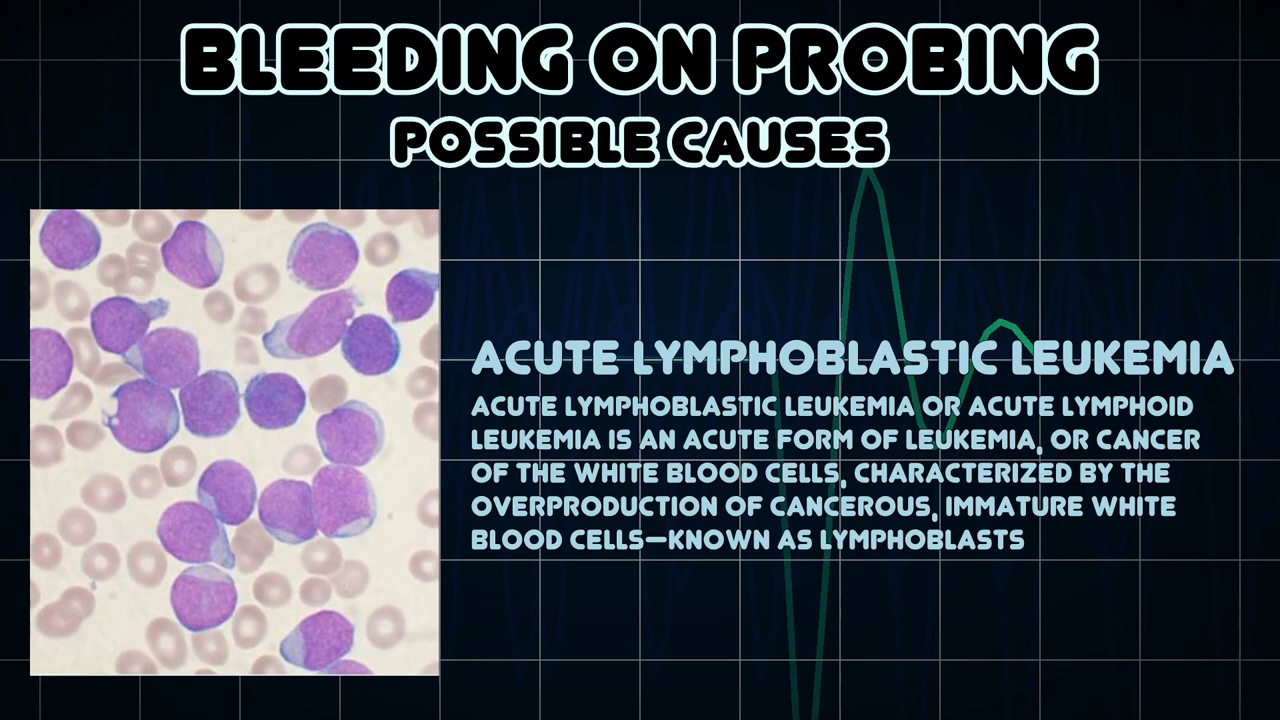 BLEEDING ON PROBING
POSSIBLE CAUSES
ACUTE LYMPHOBLASTIC LEUKEMIA
ACUTE LYMPHOBLASTIC LEUKEMIA OR ACUTE LYMPHOID
LEUKEMIA IS AN ACUTE FORM OF LEUKEMIA, OR CANCER
OF THE WHITE BLOOD CELLS, CHARACTERIZED BY THE
OVERPRODUCTION OF CANCEROUS, IMMATURE WHITE
BLOOD CELLS—KNOWN AS LYMPHOBLASTS